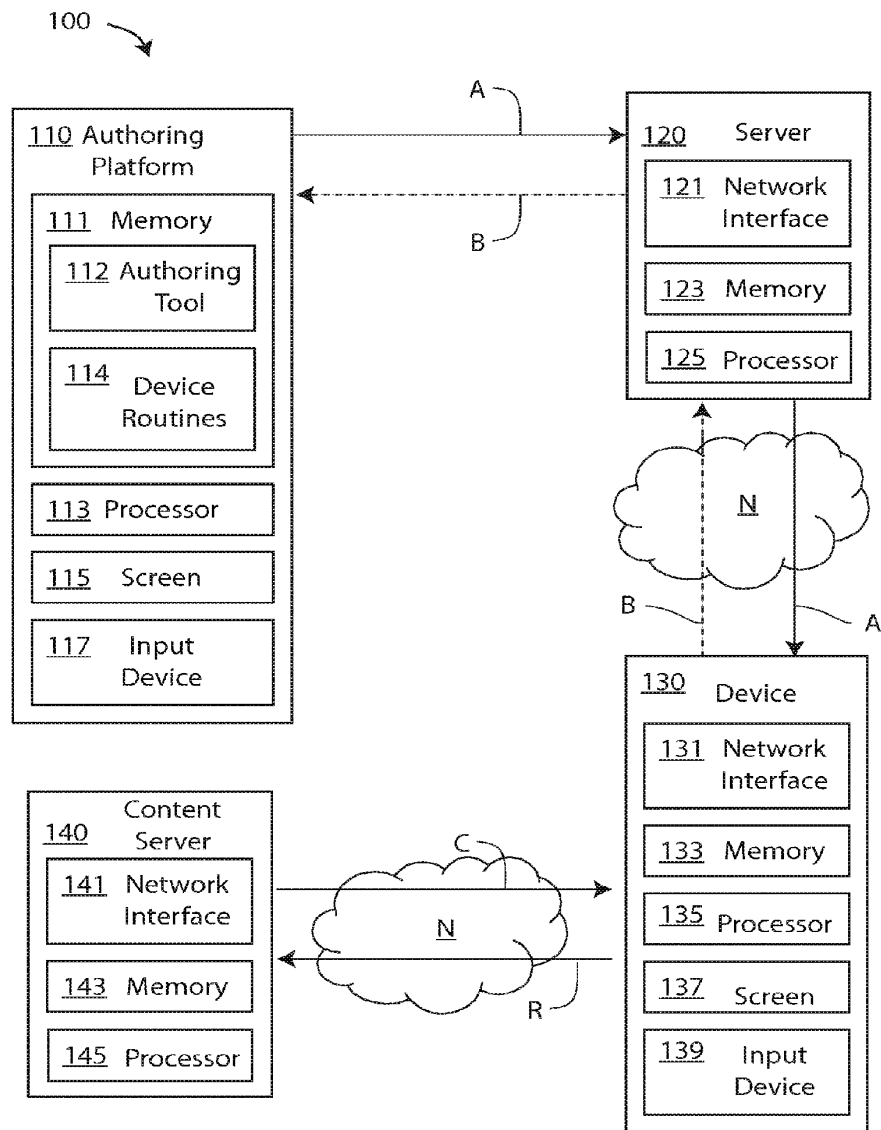 100
A
110 Authoring
Platform
111 Memory
112 Authoring
Tool
114 Device
Routines
113 Processor
115 Screen
117 Input
Device
B
120 Server
121 Network
Interface
123 Memory
125 Processor
N
B
A
130 Device
131 Network
Interface
133 Memory
135 Processor
137 Screen
139 Input
Device
140 Content
Server
141 Network
Interface
143 Memory
145 Processor
C
N
R